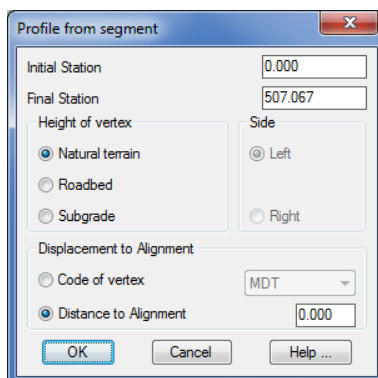 Profile from segment
Initial Station 0.000
Final Station 507.067
Height of vertex Side
Natural terrain Left
Roadbed
Subgrade Right
Displacement to Alignment
Code of vertex MDT
Distance to Alignment 0.000
OK Cancel Help ...